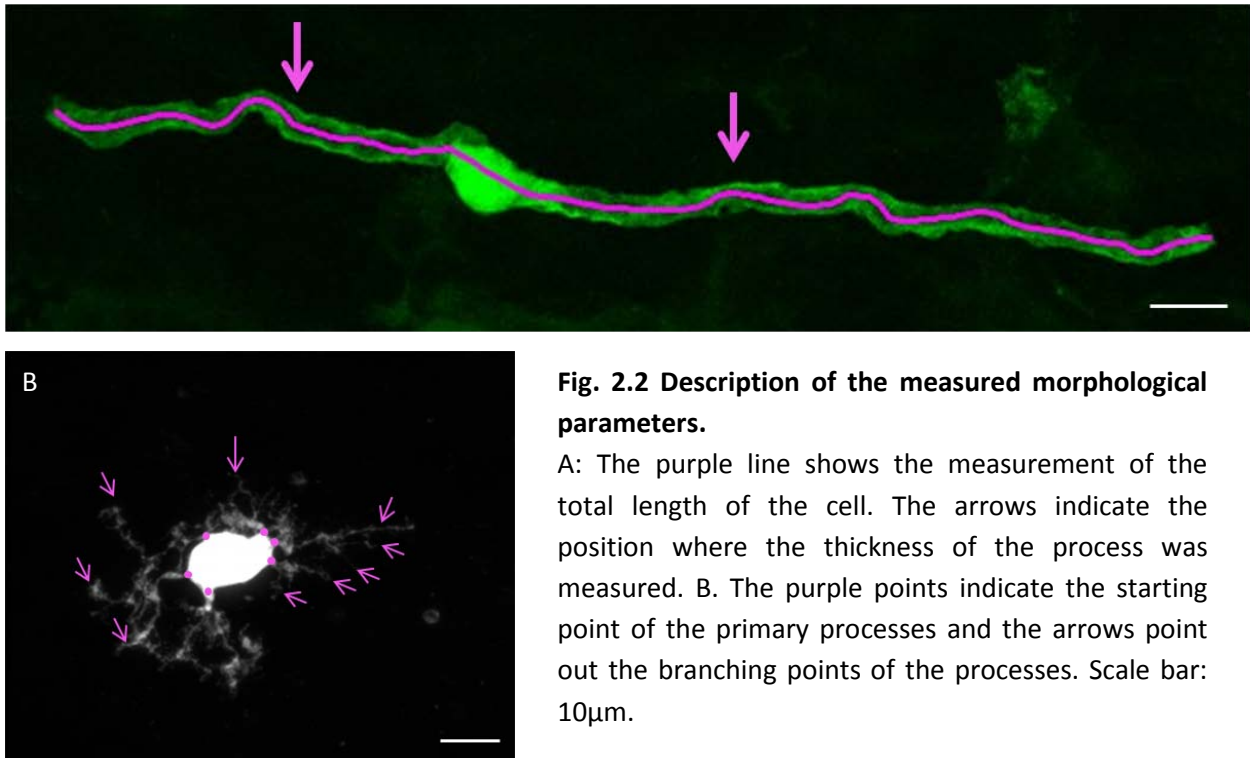 B
Fig. 2.2 Description of the measured morphological
parameters.
A: The purple line shows the measurement of the
total length of the cell. The arrows indicate the
position where the thickness of the process was
measured. B. The purple points indicate the starting
point of the primary processes and the arrows point
out the branching points of the processes. Scale bar:
10µm.